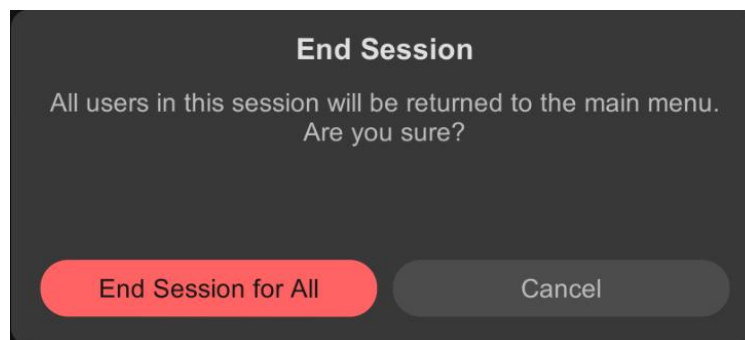 End Session
All users in this session will be returned to the main menu.
Are you sure?
End Session for All
Cancel